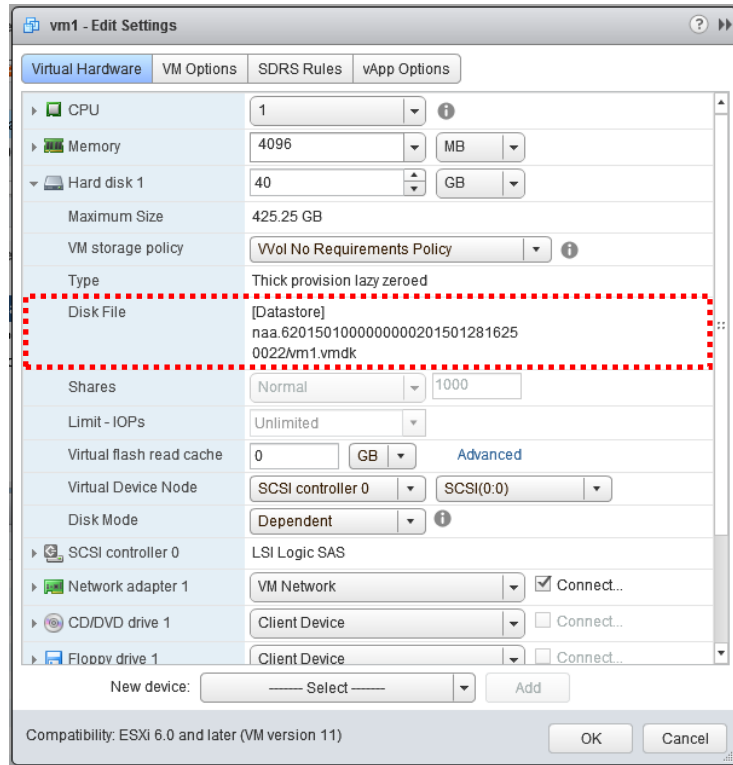 vm1 - Edit Settings
Virtual Hardware VM Options SDRS Rules vApp Options
CPU 1
Memory 4096 MB
Hard disk 1 40 GB
Maximum Size 425.25 GB
VM storage policy VVol No Requirements Policy
Type Thick provision lazy zeroed
Disk File [Datastore]
naa.6201501000000000201501281625
0022/vm1.vmdk
Shares Normal 1000
Limit - IOPs Unlimited
Virtual flash read cache 0 GB Advanced
Virtual Device Node SCSI controller 0 SCSI(0:0)
Disk Mode Dependent
SCSI controller 0 LSI Logic SAS
Network adapter 1 VM Network Connect...
CD/DVD drive 1 Client Device Connect...
Floppy drive 1 Client Device Connect...
New device: ------- Select ------- Add
Compatibility: ESXi 6.0 and later (VM version 11) OK Cancel